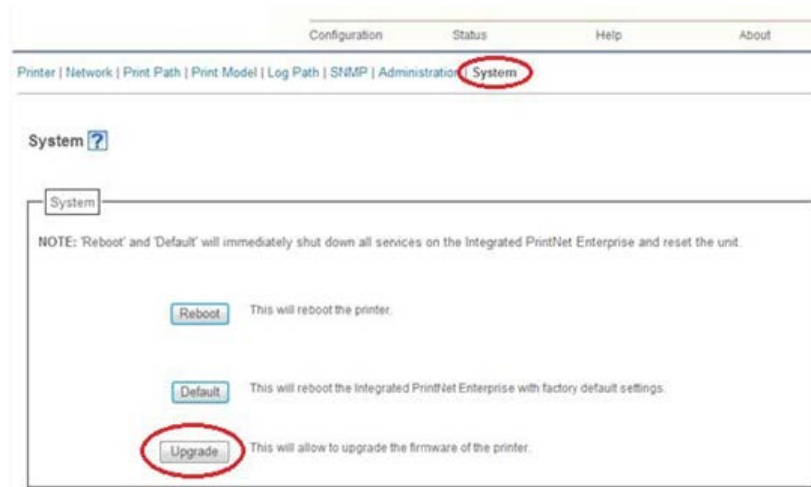 Configuration Status Help About
Printer | Network | Print Path | Print Model | Log Path | SNMP | Administration | System
System ?
System
NOTE: 'Reboot' and 'Default' will immediately shut down all services on the Integrated PrintNet Enterprise and reset the unit.
Reboot This will reboot the printer.
Default This will reboot the Integrated PrintNet Enterprise with factory default settings.
Upgrade This will allow to upgrade the firmware of the printer.